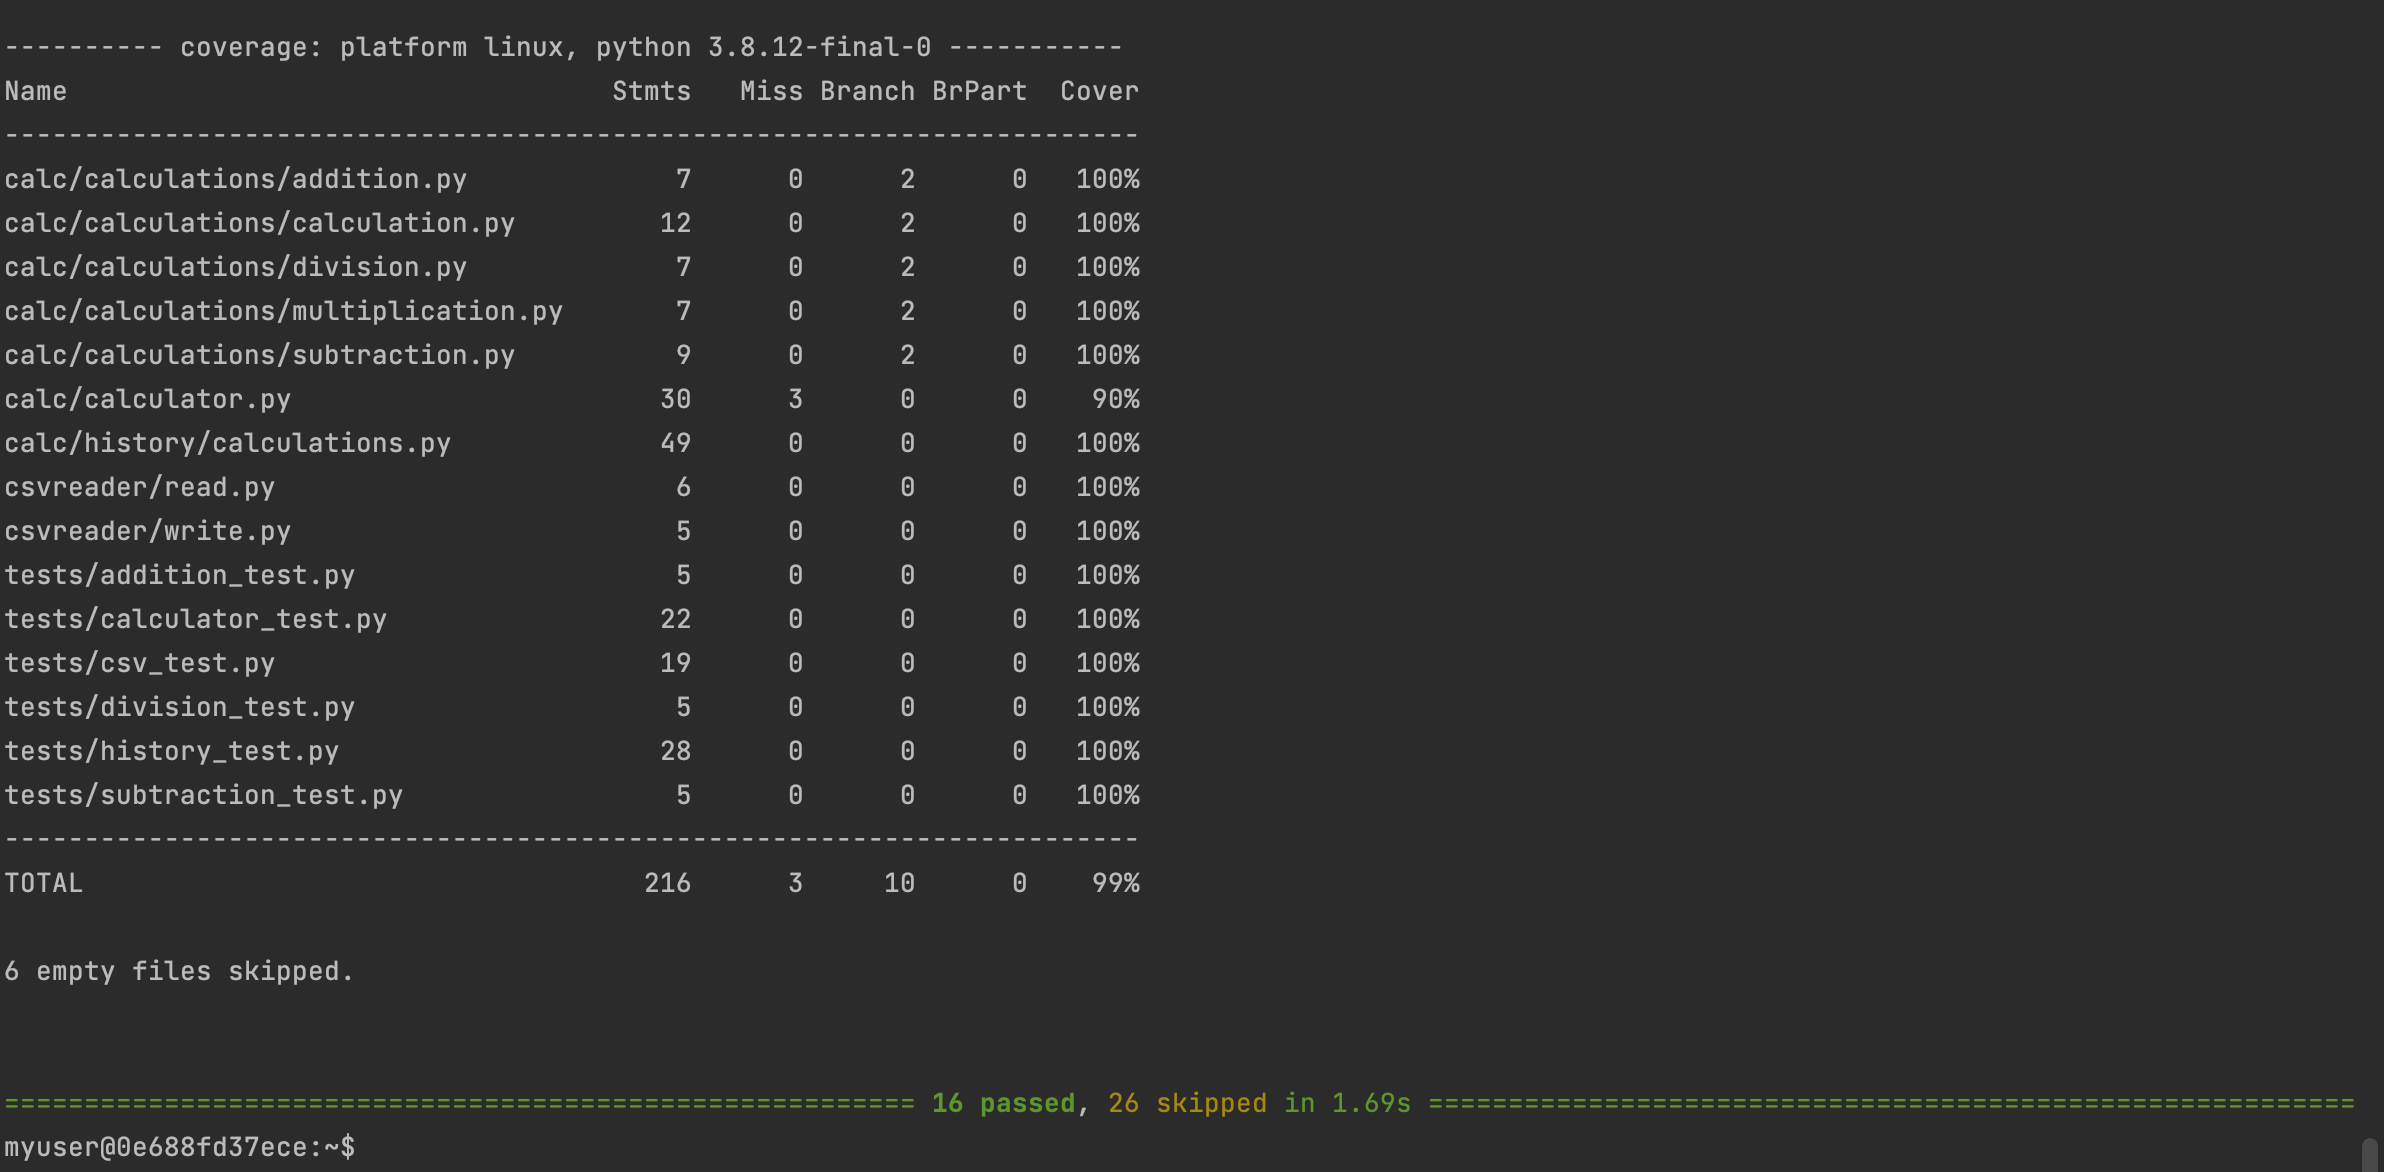 ---------- coverage: platform linux, python 3.8.12-final-0 -----------
Name                                  Stmts   Miss Branch BrPart  Cover
-----------------------------------------------------------------------
calc/calculations/addition.py             7      0      2      0   100%
calc/calculations/calculation.py         12      0      2      0   100%
calc/calculations/division.py             7      0      2      0   100%
calc/calculations/multiplication.py       7      0      2      0   100%
calc/calculations/subtraction.py          9      0      2      0   100%
calc/calculator.py                       30      3      0      0    90%
calc/history/calculations.py             49      0      0      0   100%
csvreader/read.py                         6      0      0      0   100%
csvreader/write.py                        5      0      0      0   100%
tests/addition_test.py                    5      0      0      0   100%
tests/calculator_test.py                 22      0      0      0   100%
tests/csv_test.py                        19      0      0      0   100%
tests/division_test.py                    5      0      0      0   100%
tests/history_test.py                    28      0      0      0   100%
tests/subtraction_test.py                 5      0      0      0   100%
-----------------------------------------------------------------------
TOTAL                                   216      3     10      0    99%
6 empty files skipped.
========================================================= 16 passed, 26 skipped in 1.69s ==========================================================
myuser@0e688fd37ece:~$